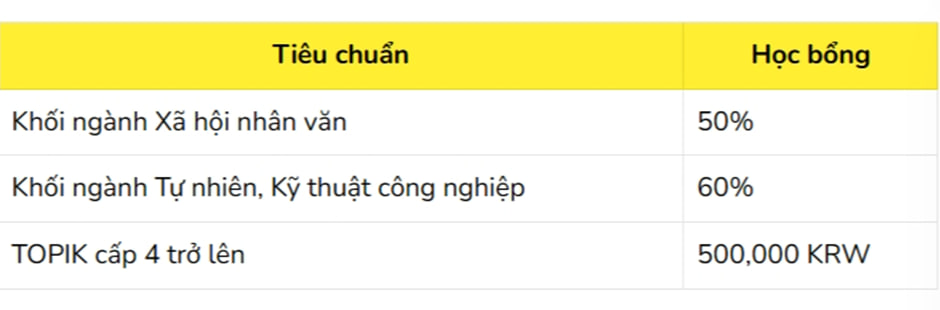 Tiêu chuẩn Học bổng
Khối ngành Xã hội nhân văn 50%
Khối ngành Tự nhiên, Kỹ thuật công nghiệp 60%
TOPIK cấp 4 trở lên 500,000 KRW